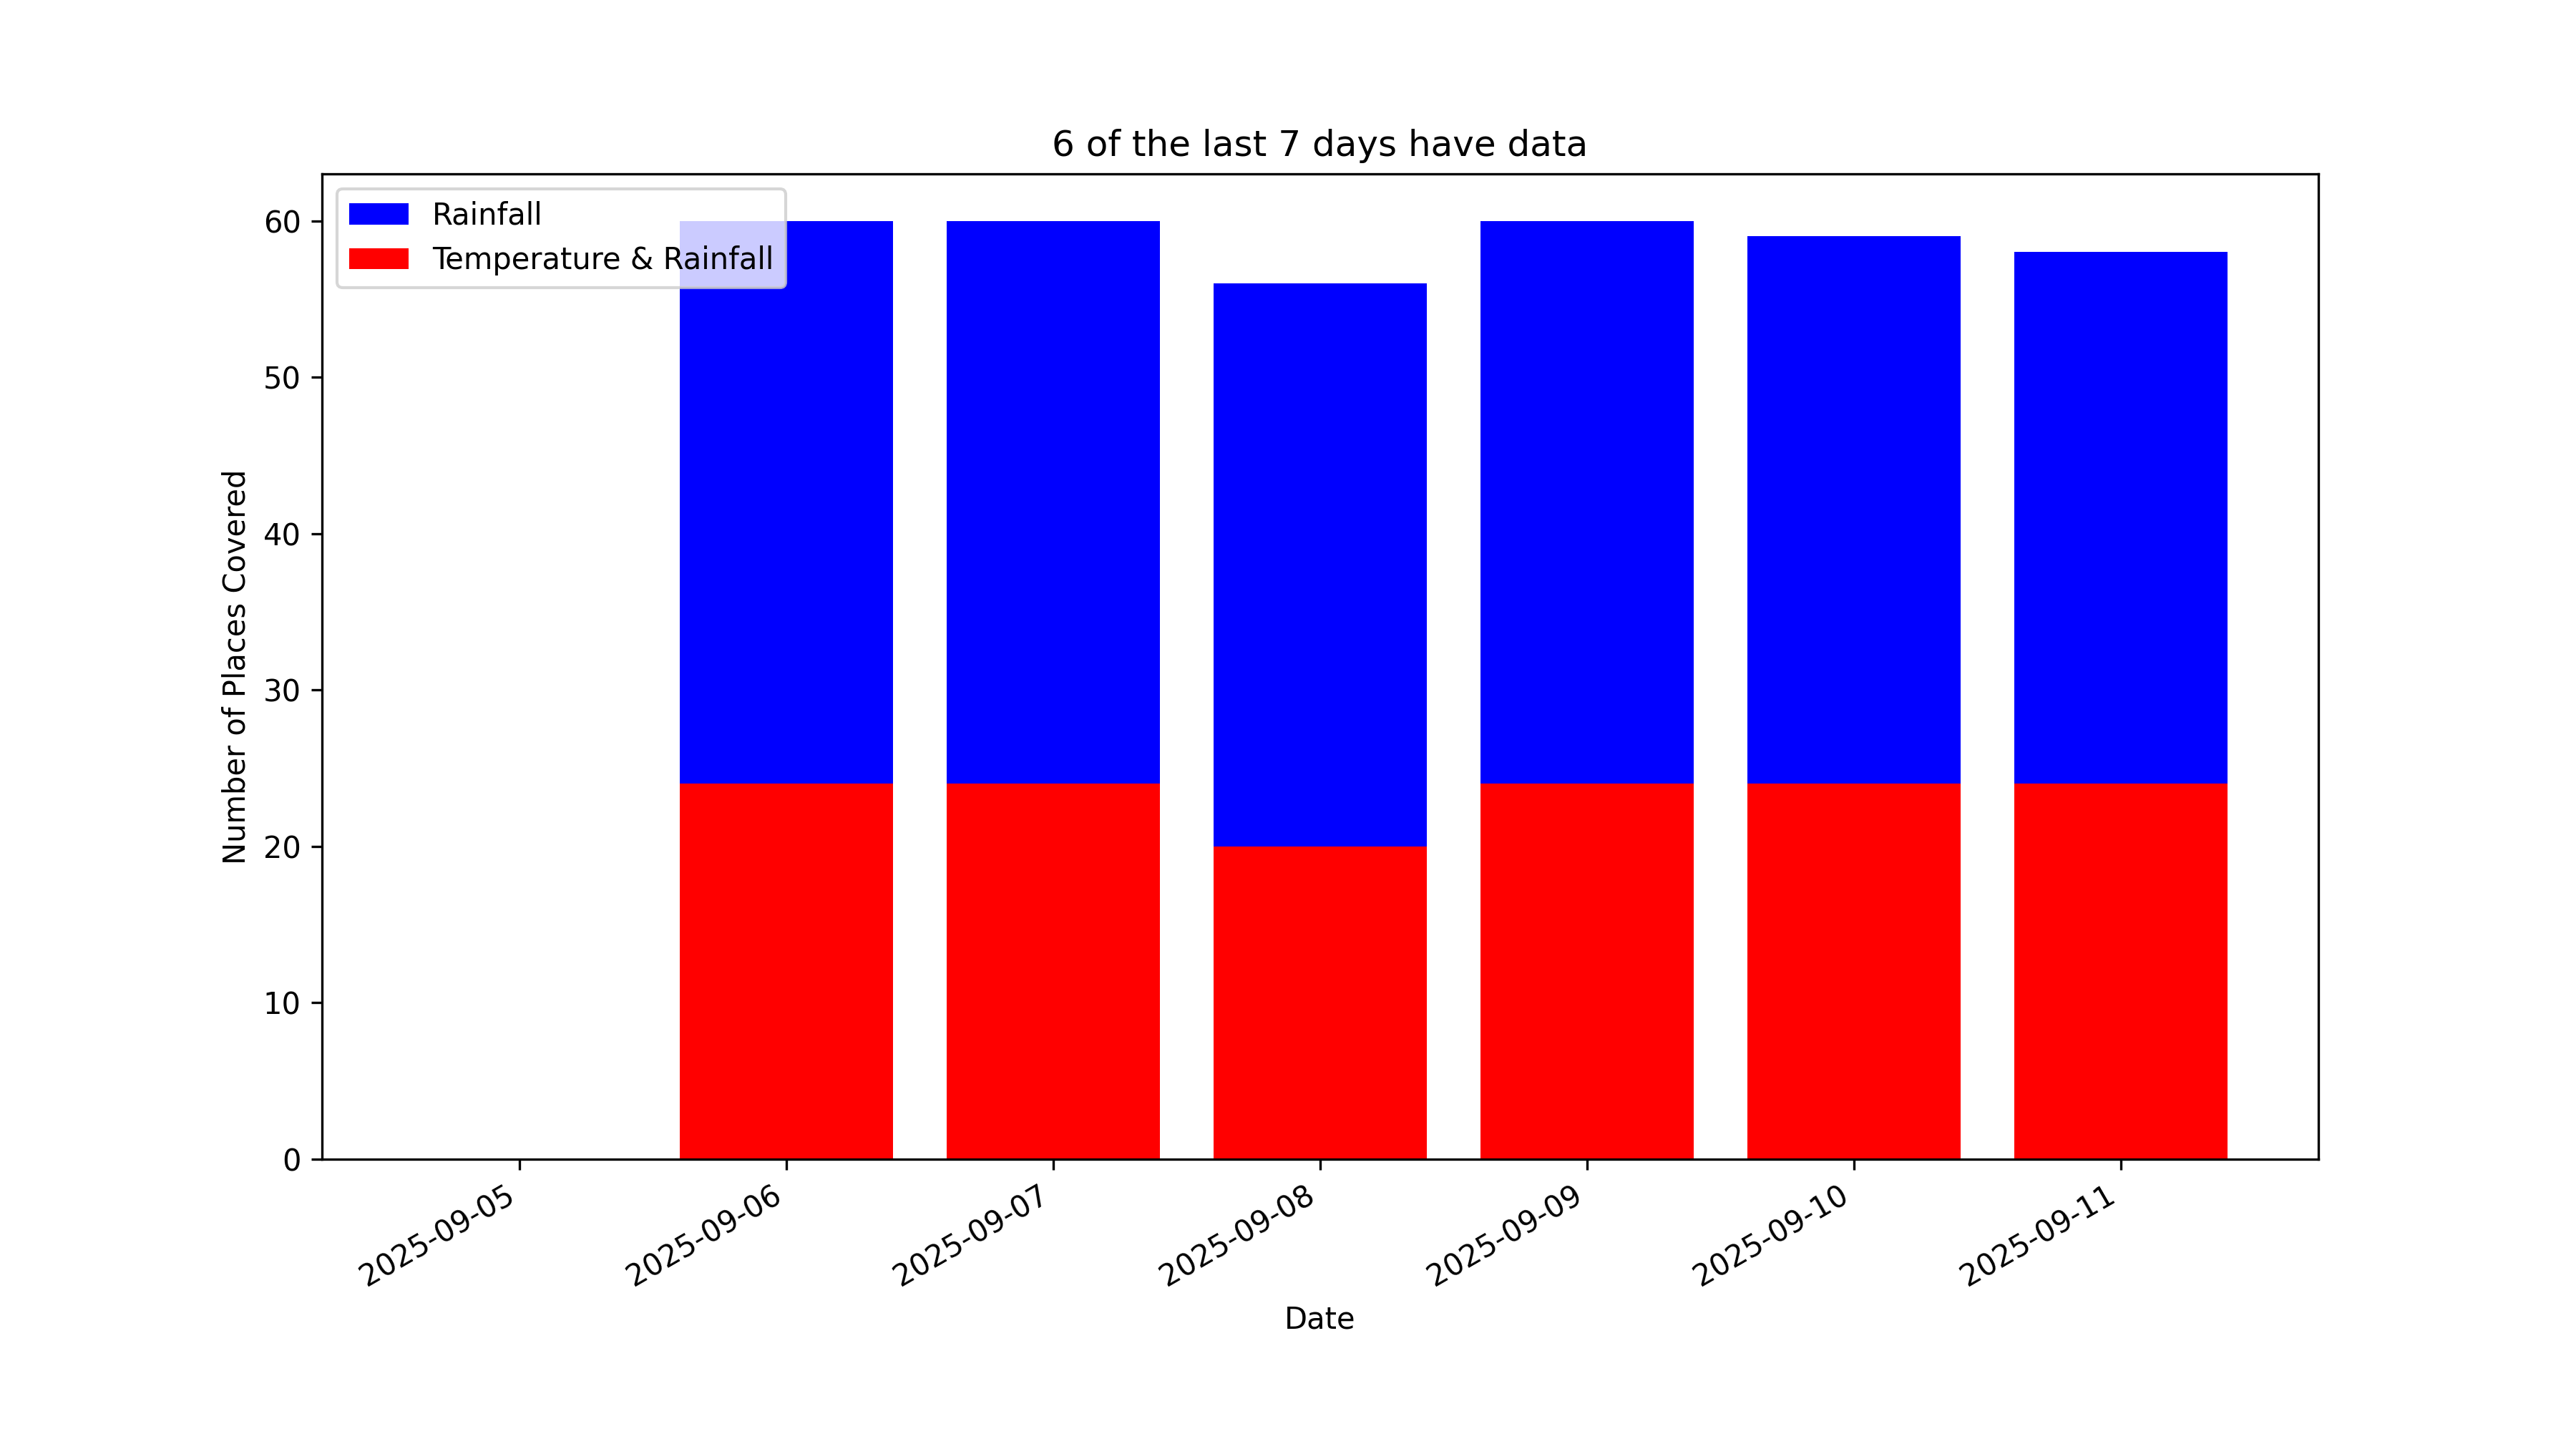 6 of the last 7 days have data
Rainfall
Temperature & Rainfall
60
50
40
30
20
10
0
Number of Places Covered
2025-09-05
2025-09-06
2025-09-07
2025-09-08
2025-09-09
2025-09-10
2025-09-11
Date